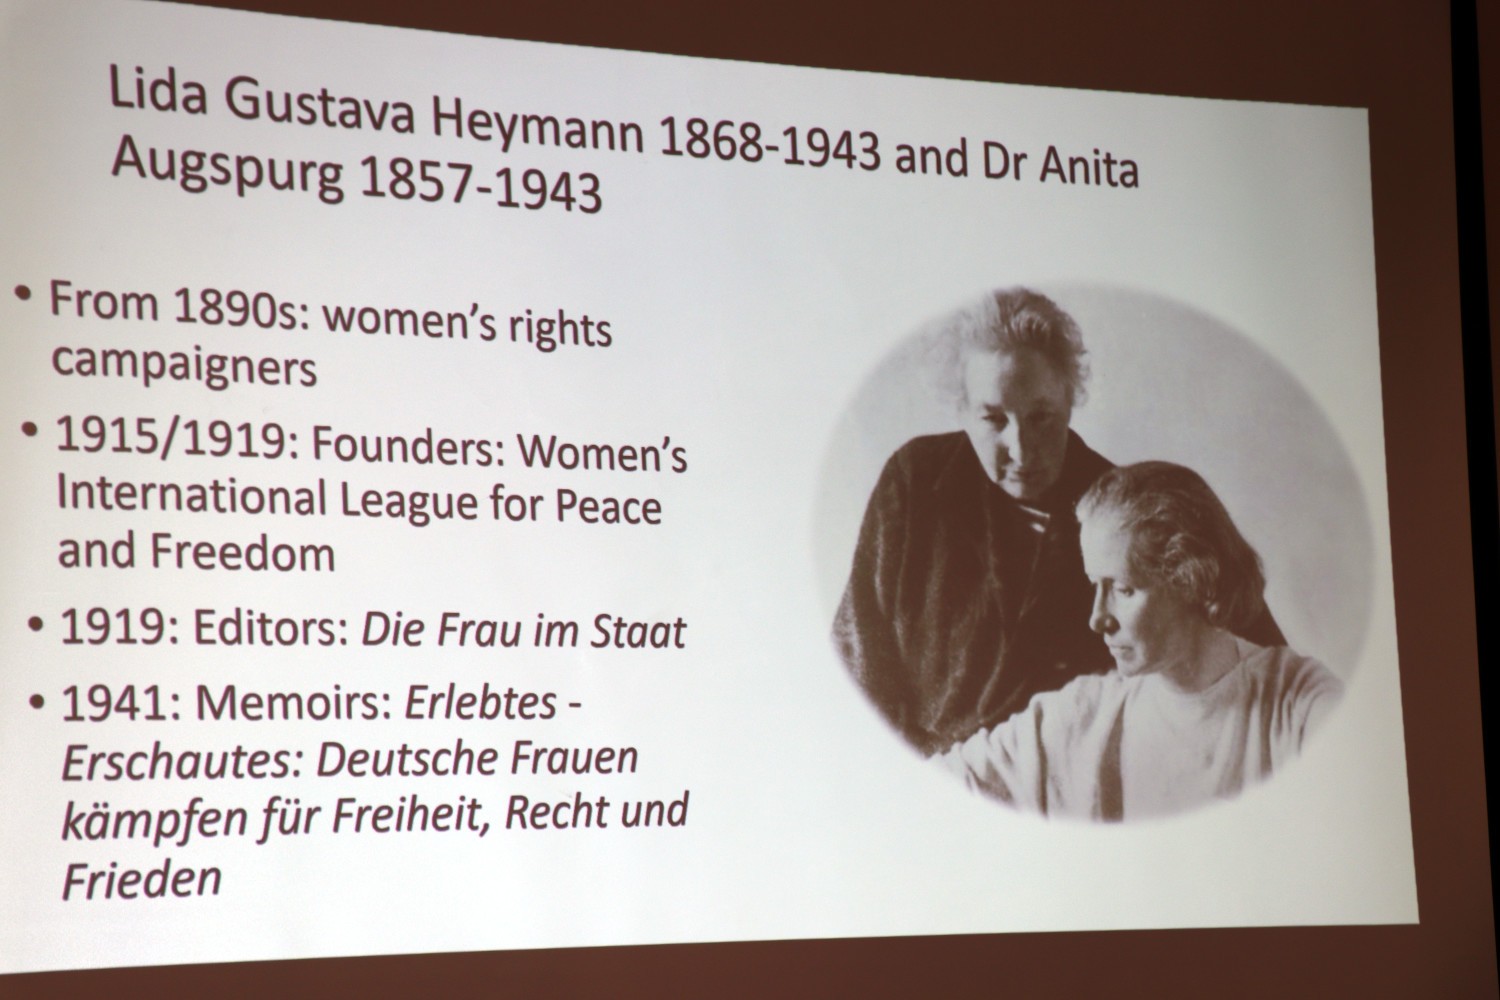 Lida Gustava Heymann 1868-1943 and Dr Anita
Augspurg 1857-1943
• From 1890s: women's rights
campaigners
• 1915/1919: Founders: Women's
International League for Peace
and Freedom
• 1919: Editors: Die Frau im Staat
• 1941: Memoirs: Erlebtes -
Erschautes: Deutsche Frauen
kämpfen für Freiheit, Recht und
Frieden